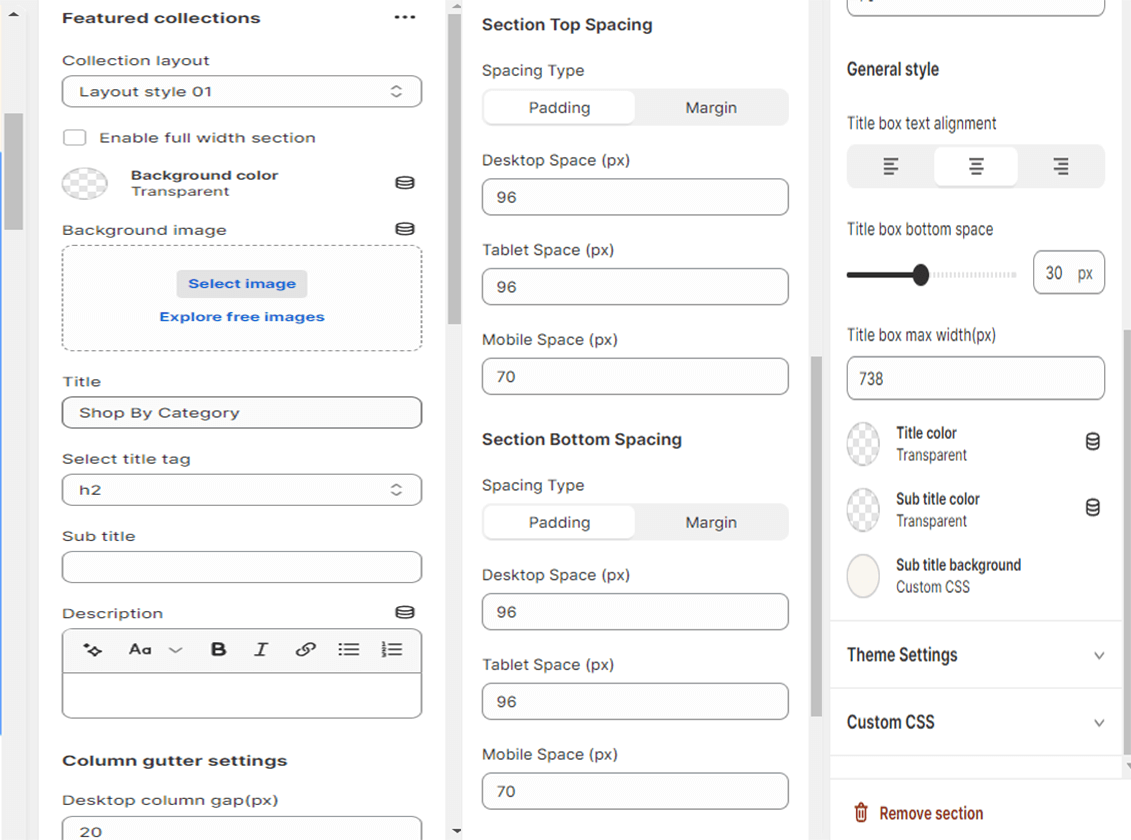 Featured collections
Collection layout
Layout style 01
Enable full width section
Background color
Transparent
Background image
Select image
Explore free images
Title
Shop By Category
Select title tag
h2
Sub title
Description
Aa
B
I
Column gutter settings
Desktop column gap(px)
20
Section Top Spacing
Spacing Type
Padding Margin
Desktop Space (px)
96
Tablet Space (px)
96
Mobile Space (px)
70
Section Bottom Spacing
Spacing Type
Padding Margin
Desktop Space (px)
96
Tablet Space (px)
96
Mobile Space (px)
70
General style
Title box text alignment
Title box bottom space
30 px
Title box max width(px)
738
Title color
Transparent
Sub title color
Transparent
Sub title background
Custom CSS
Theme Settings
Custom CSS
Remove section